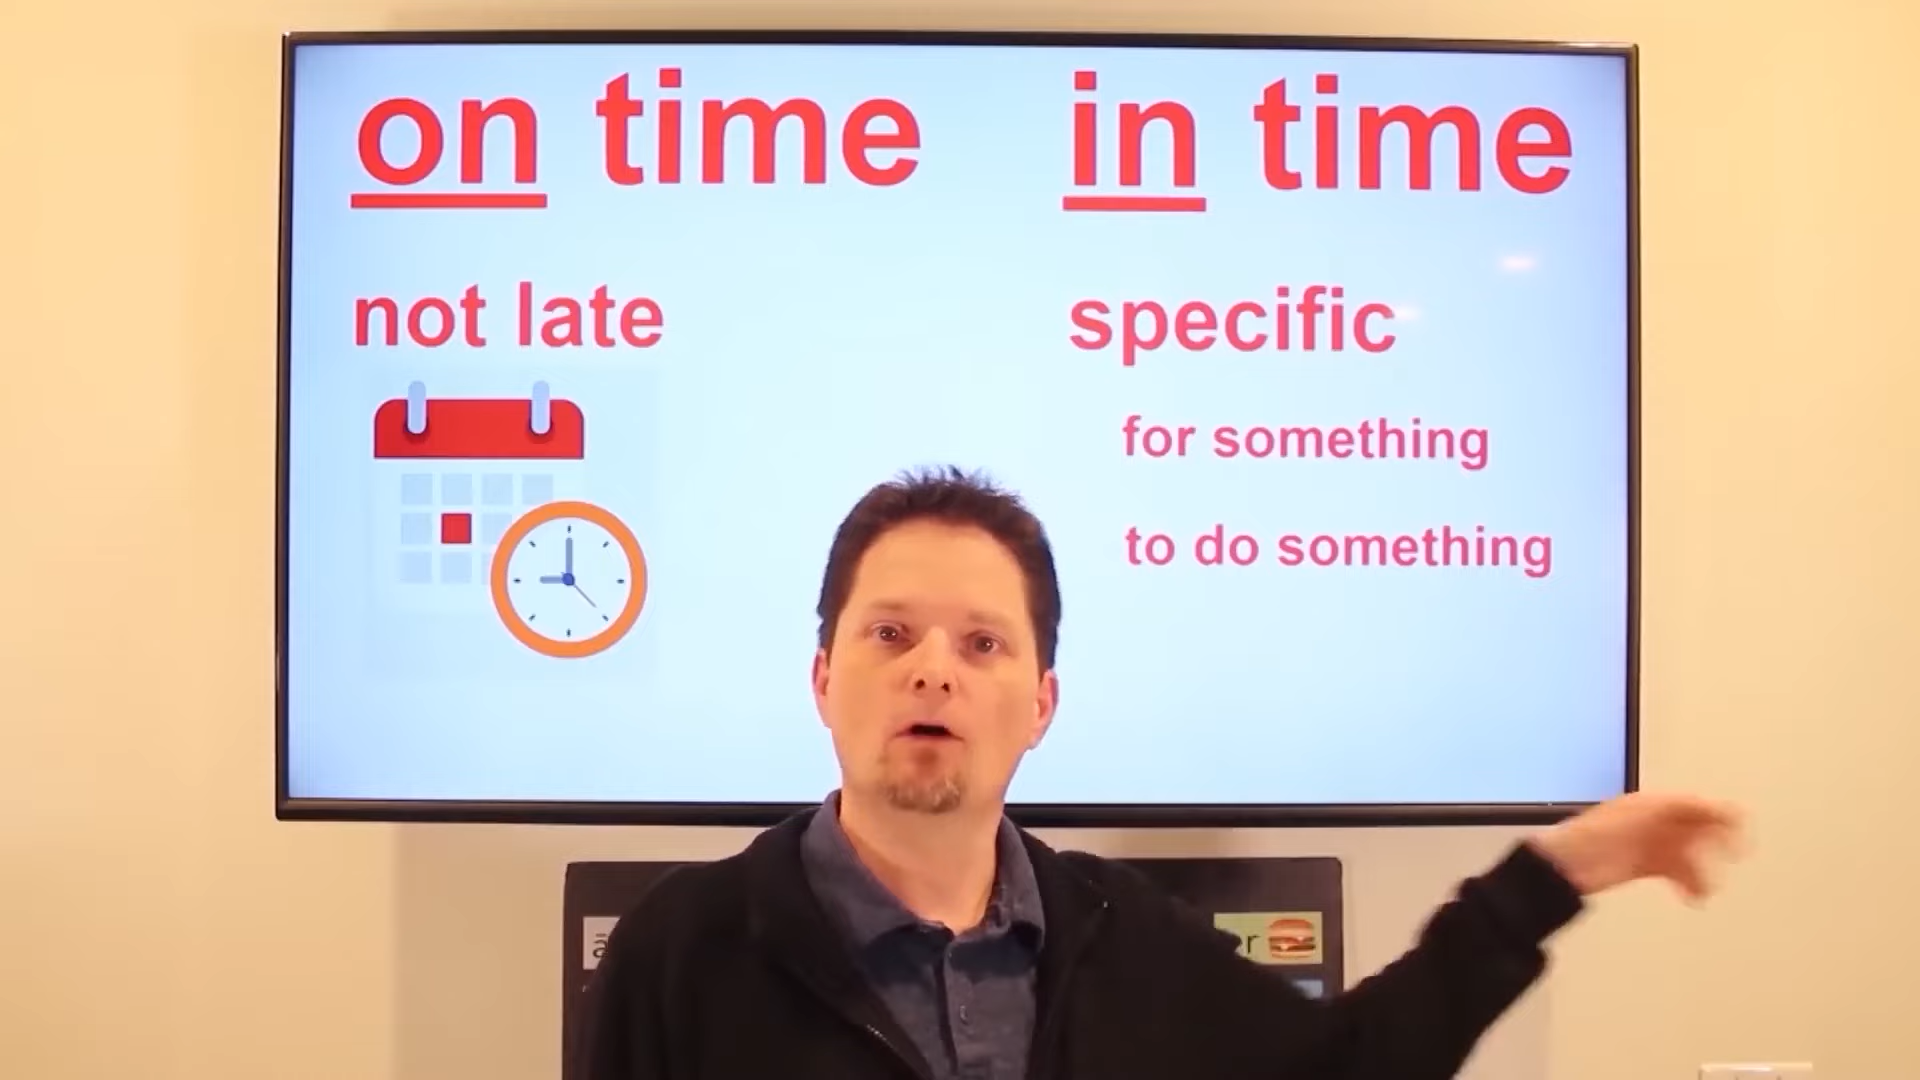 on time
not late
in time
specific
for something
to do something